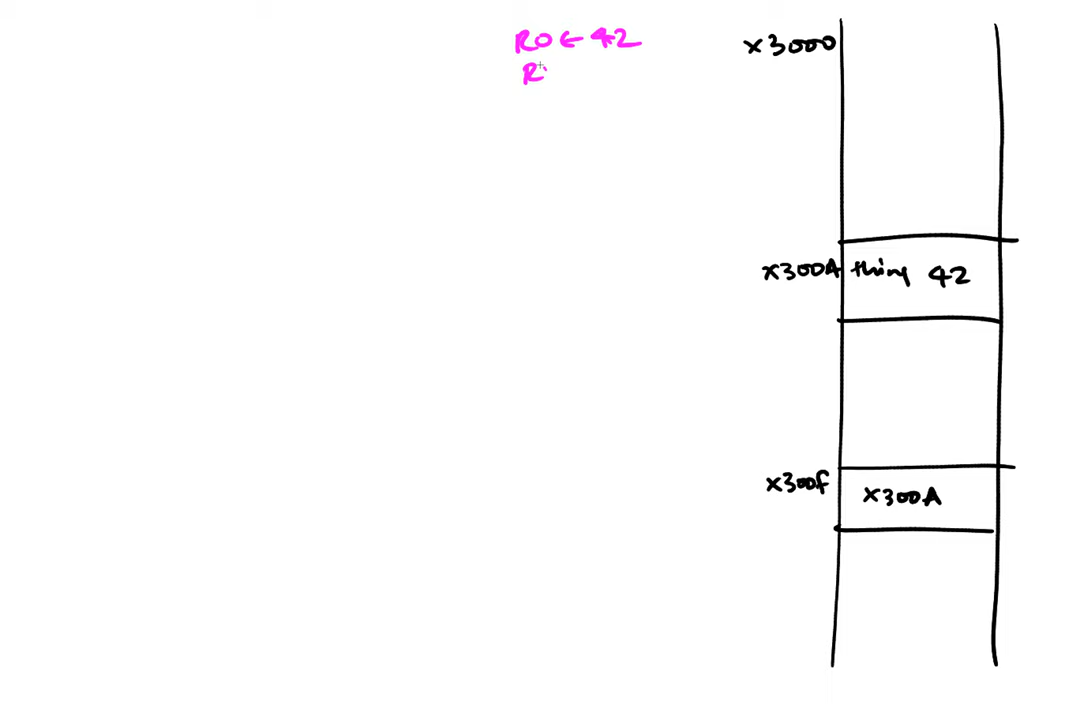 R0 ← 42
R
x3000
x300A thing 42
x300f x300A